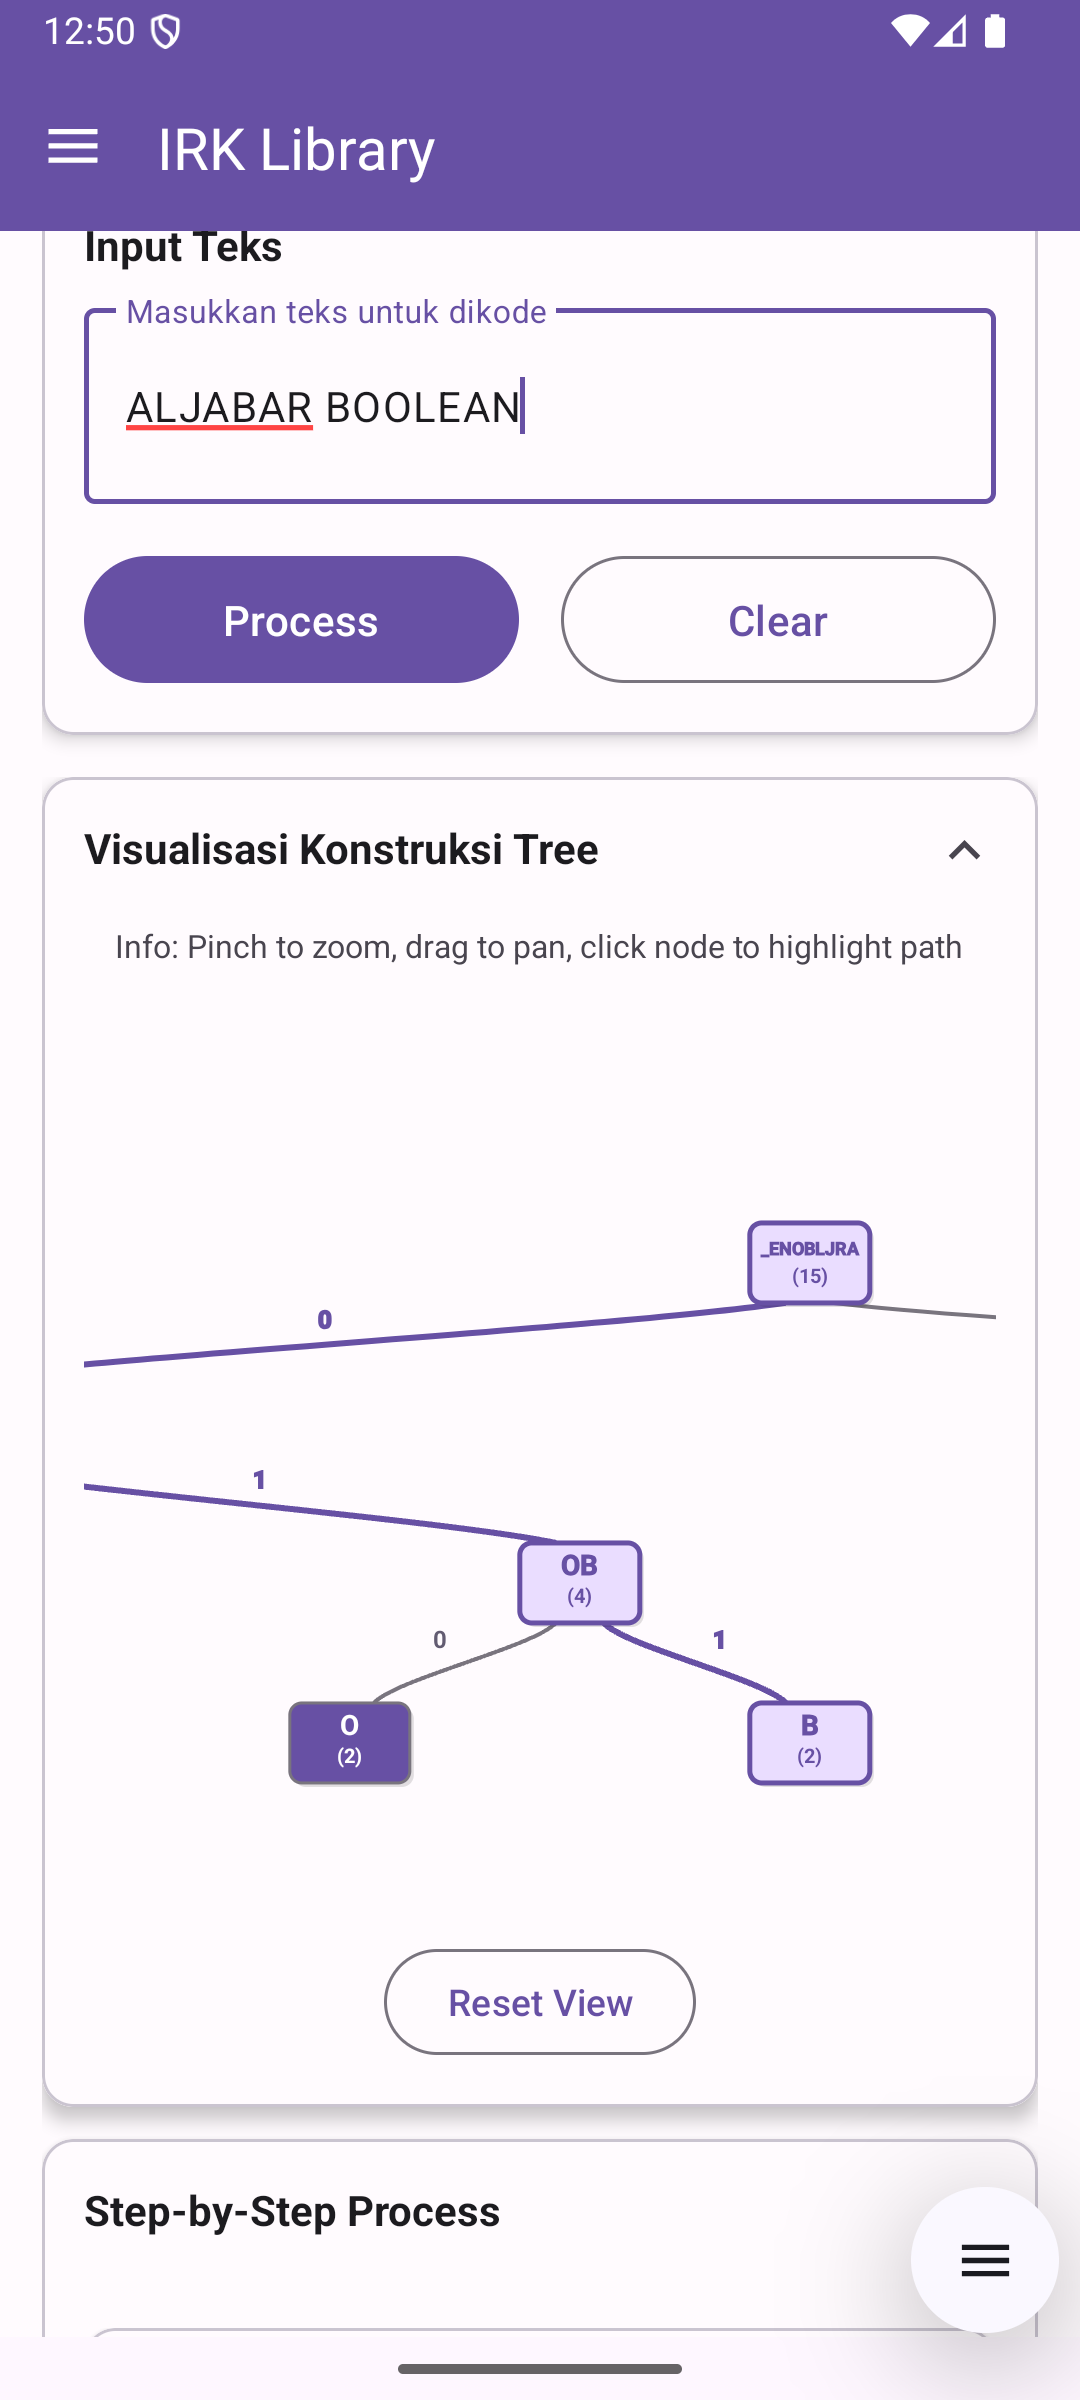 12:50
IRK Library
Input Teks
Masukkan teks untuk dikode
ALJABAR BOOLEAN
Process Clear
Visualisasi Konstruksi Tree
Info: Pinch to zoom, drag to pan, click node to highlight path
_ENOBLJRA
(15)
0
1
OB
(4)
0 1
O B
(2) (2)
Reset View
Step-by-Step Process